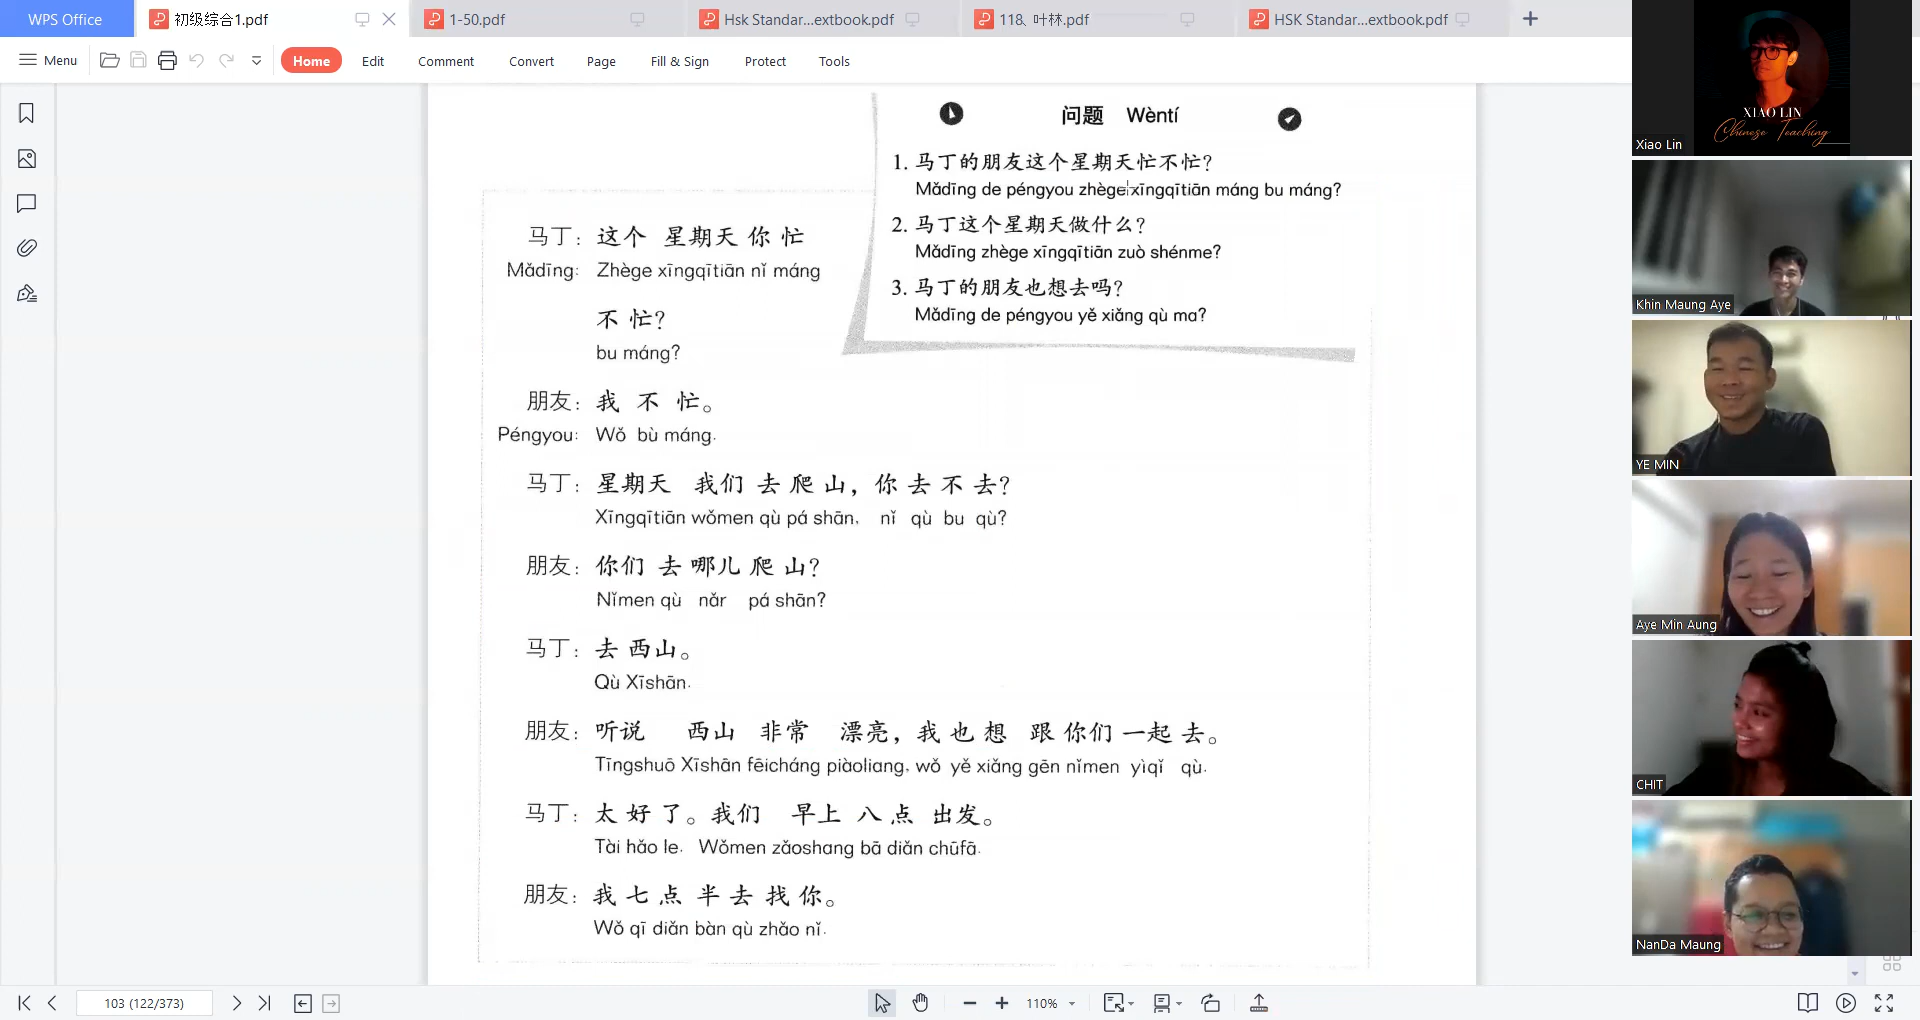 WPS Office
初级综合1.pdf
1-50.pdf
Hsk Standar...extbook.pdf
118、叶林.pdf
HSK Standar...extbook.pdf
Menu
Home
Edit
Comment
Convert
Page
Fill & Sign
Protect
Tools
问题 Wèntí
1. 马丁的朋友这个星期天忙不忙？
Mǎdīng de péngyou zhège xīngqītiān máng bu máng?
2. 马丁这个星期天做什么？
Mǎdīng zhège xīngqītiān zuò shénme?
3. 马丁的朋友也想去吗？
Mǎdīng de péngyou yě xiǎng qù ma?
马丁：这个 星期天 你 忙
Mǎdīng: Zhège xīngqītiān nǐ máng
不 忙？
bu máng?
朋友：我 不 忙。
Péngyou: Wǒ bù máng.
马丁：星期天 我们 去 爬 山，你 去 不 去？
Xīngqītiān wǒmen qù pá shān, nǐ qù bu qù?
朋友：你们 去 哪儿 爬 山？
Nǐmen qù nǎr pá shān?
马丁：去 西山。
Qù Xīshān.
朋友：听说 西山 非常 漂亮，我 也 想 跟 你们 一起 去。
Tīngshuō Xīshān fēicháng piàoliang, wǒ yě xiǎng gēn nǐmen yìqǐ qù.
马丁：太 好 了。我们 早上 八 点 出发。
Tài hǎo le. Wǒmen zǎoshang bā diǎn chūfā.
朋友：我 七 点 半 去 找 你。
Wǒ qī diǎn bàn qù zhǎo nǐ.
XIAO LIN
Chinese Teaching
Xiao Lin
Khin Maung Aye
YE MIN
Aye Min Aung
CHIT
NanDa Maung
103 (122/373)
110%